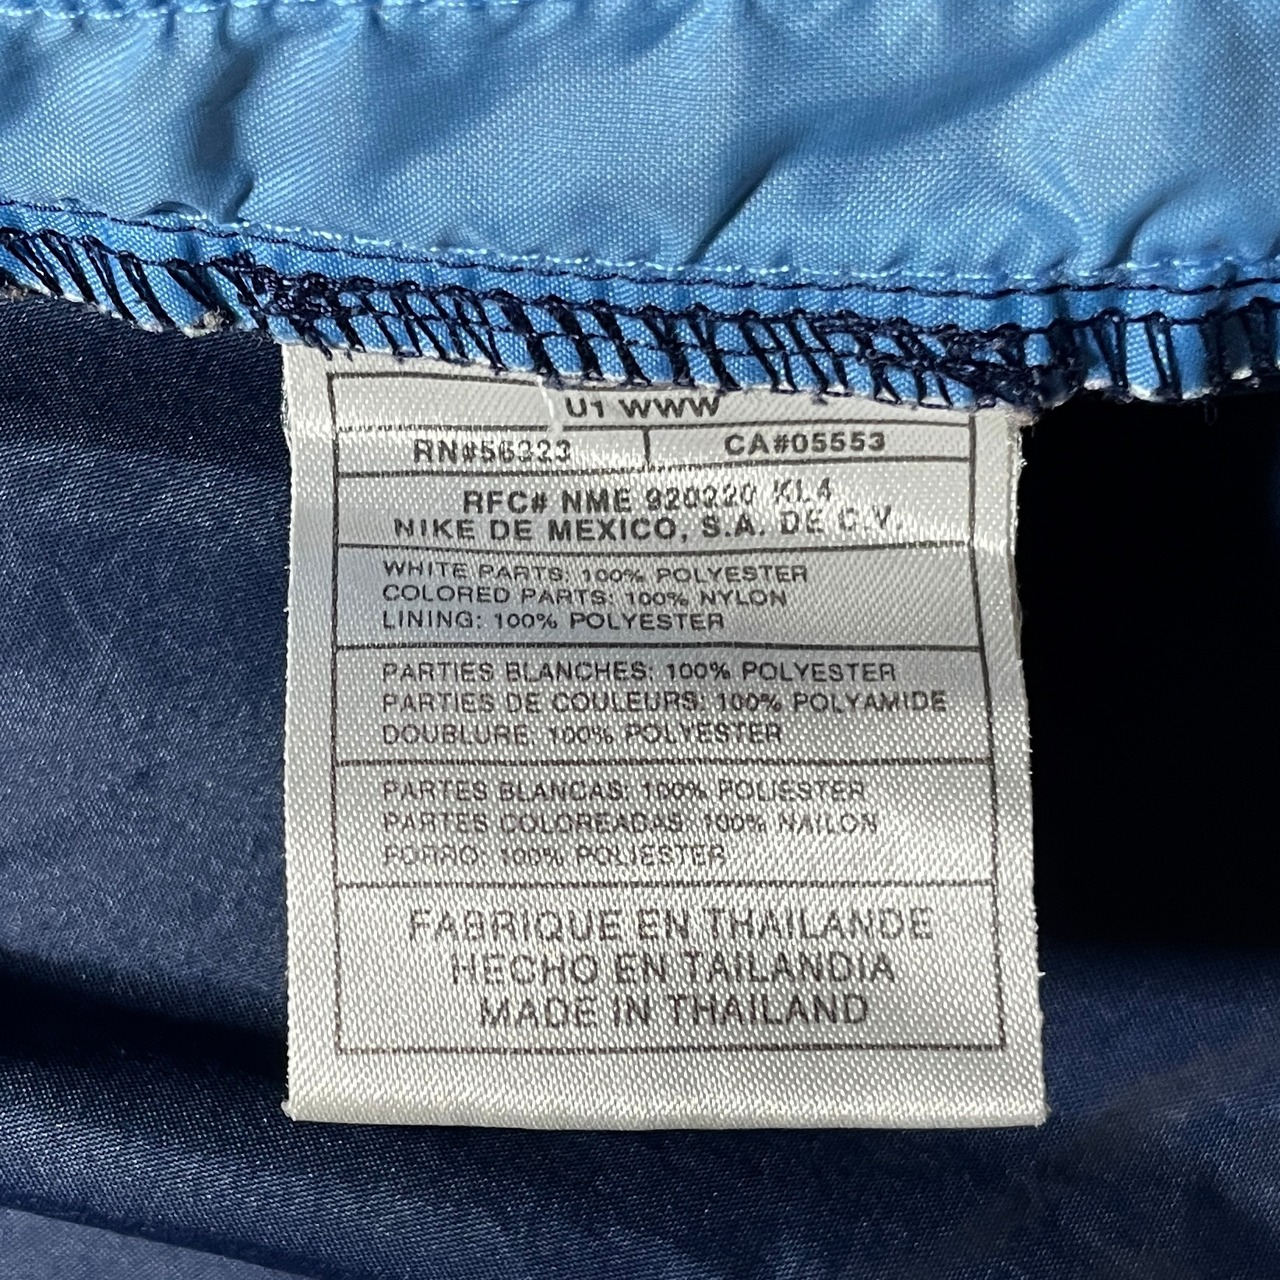 U1 WWW
RN#56323 CA#05553
RFC# NME 920220 KL4
NIKE DE MEXICO, S.A. DE C.V.
WHITE PARTS: 100% POLYESTER
COLORED PARTS: 100% NYLON
LINING: 100% POLYESTER
PARTIES BLANCHES: 100% POLYESTER
PARTIES DE COULEURS: 100% POLYAMIDE
DOUBLURE: 100% POLYESTER
PARTES BLANCAS: 100% POLIESTER
PARTES COLOREADAS: 100% NAILON
FORRO: 100% POLIESTER
FABRIQUE EN THAILANDE
HECHO EN TAILANDIA
MADE IN THAILAND